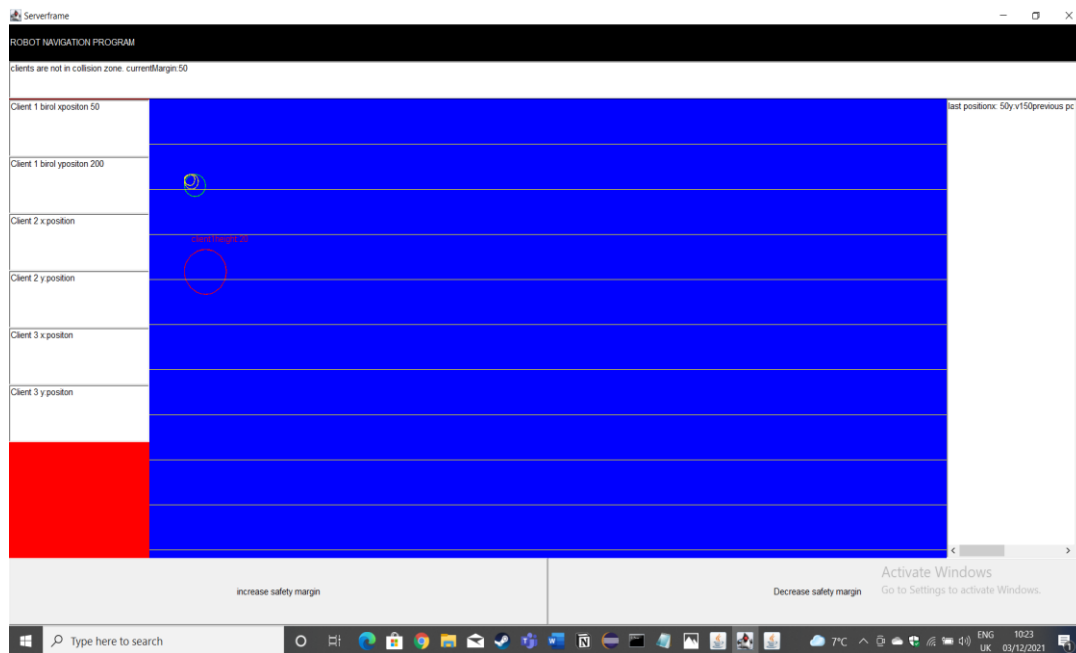 Serverframe
ROBOT NAVIGATION PROGRAM
clients are not in collision zone. currentMargin:50
Client 1 birol xpositon 50
last positionx: 50y:v150previous pc
Client 1 birol ypositon 200
Client 2 x:position
client1height 20
Client 2 y:position
Client 3 x:positon
Client 3 y:positon
increase safety margin
Decrease safety margin
Activate Windows
Go to Settings to activate Windows.
Type here to search
7°C
ENG
UK
10:23
03/12/2021